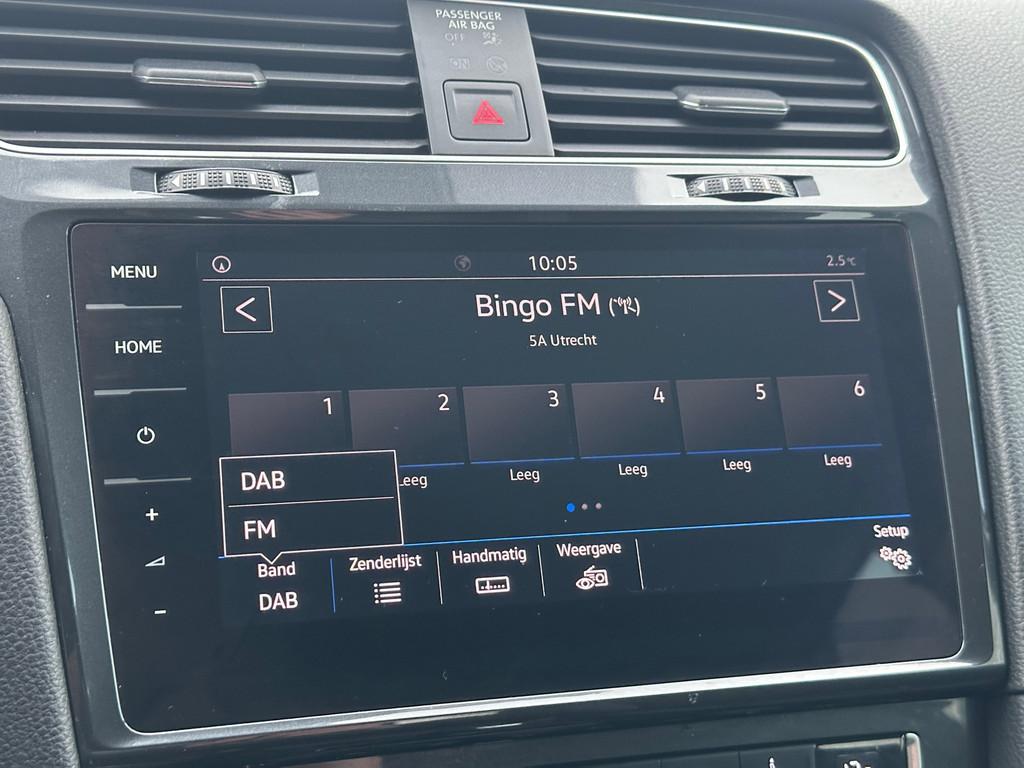 PASSENGER
AIR BAG
OFF
ON
MENU
HOME
10:05
2.5°C
<
Bingo FM
>
5A Utrecht
1
2
3
4
5
6
Leeg
Leeg
Leeg
Leeg
DAB
FM
Band
DAB
Zenderlijst
Handmatig
Weergave
Setup
+
-